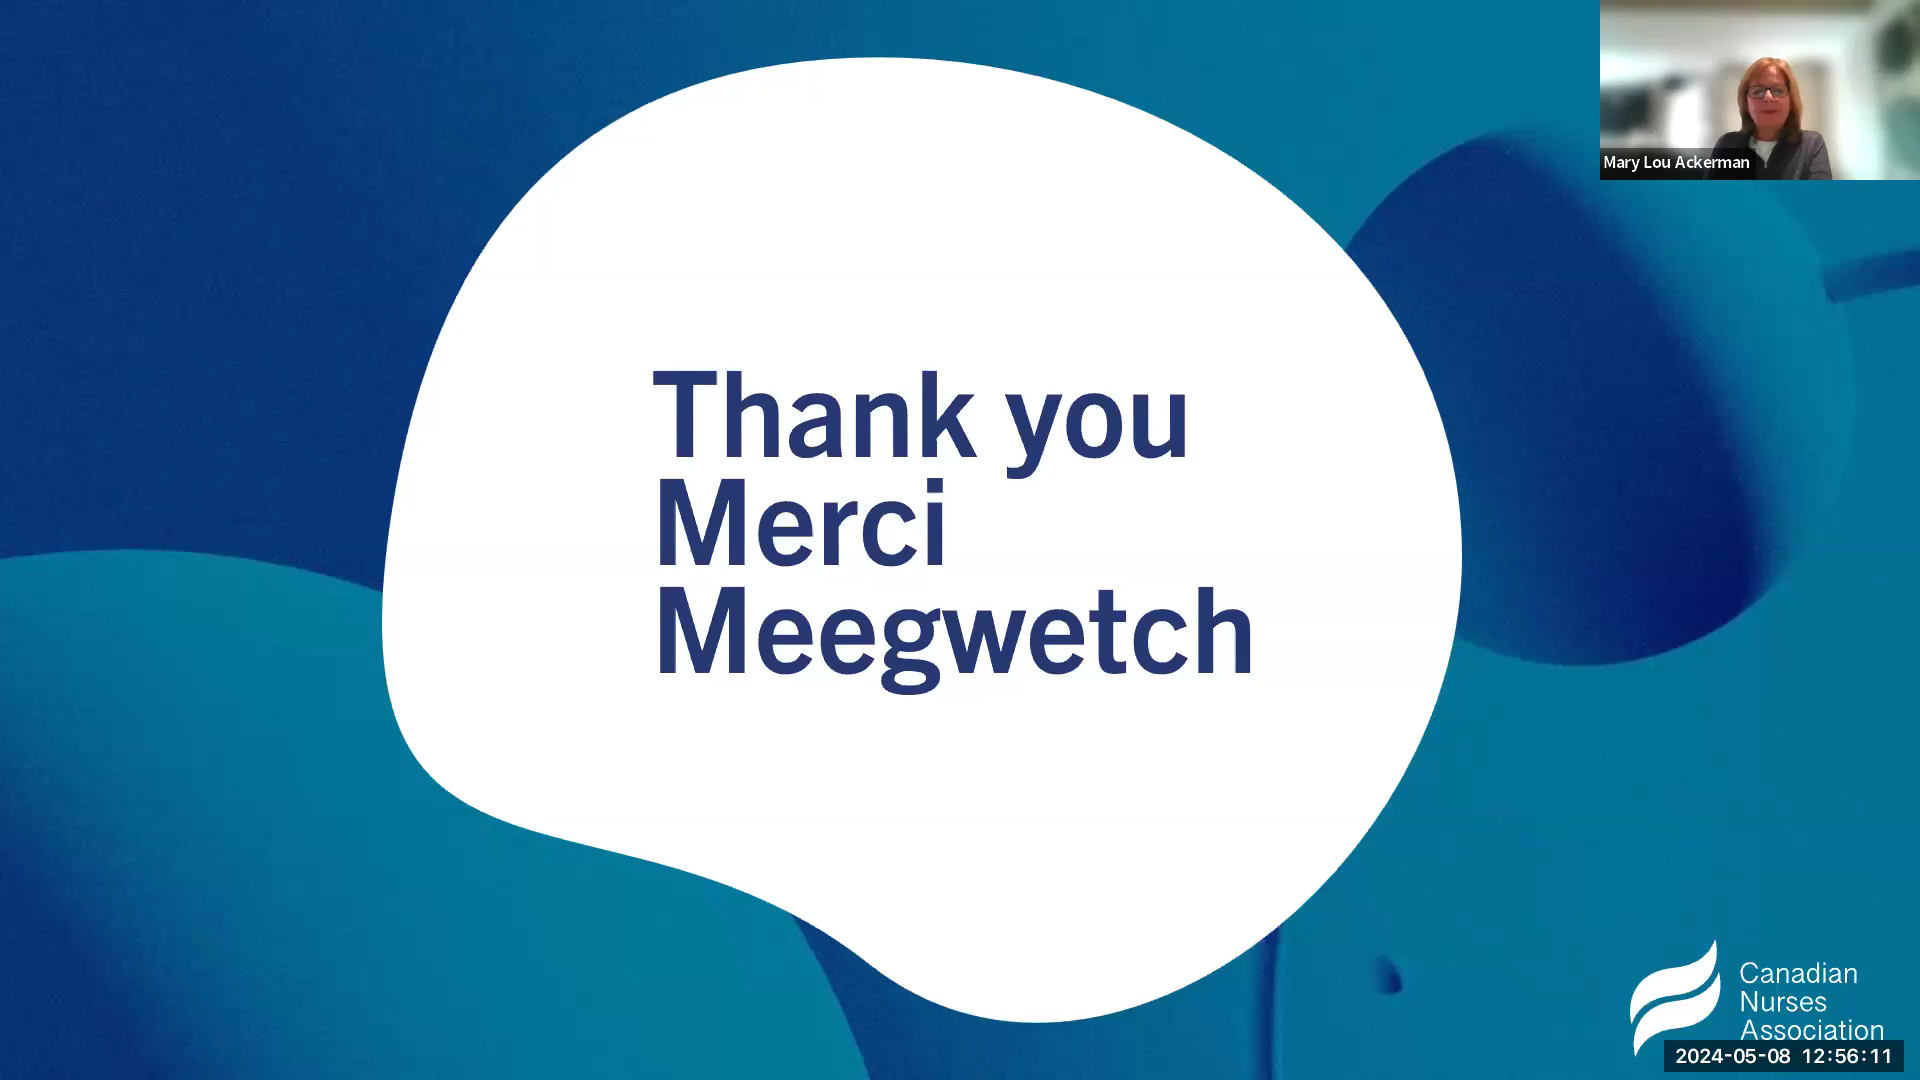 Mary Lou Ackerman
Thank you
Merci
Meegwetch
Canadian
Nurses
Association
2024-05-08 12:56:11